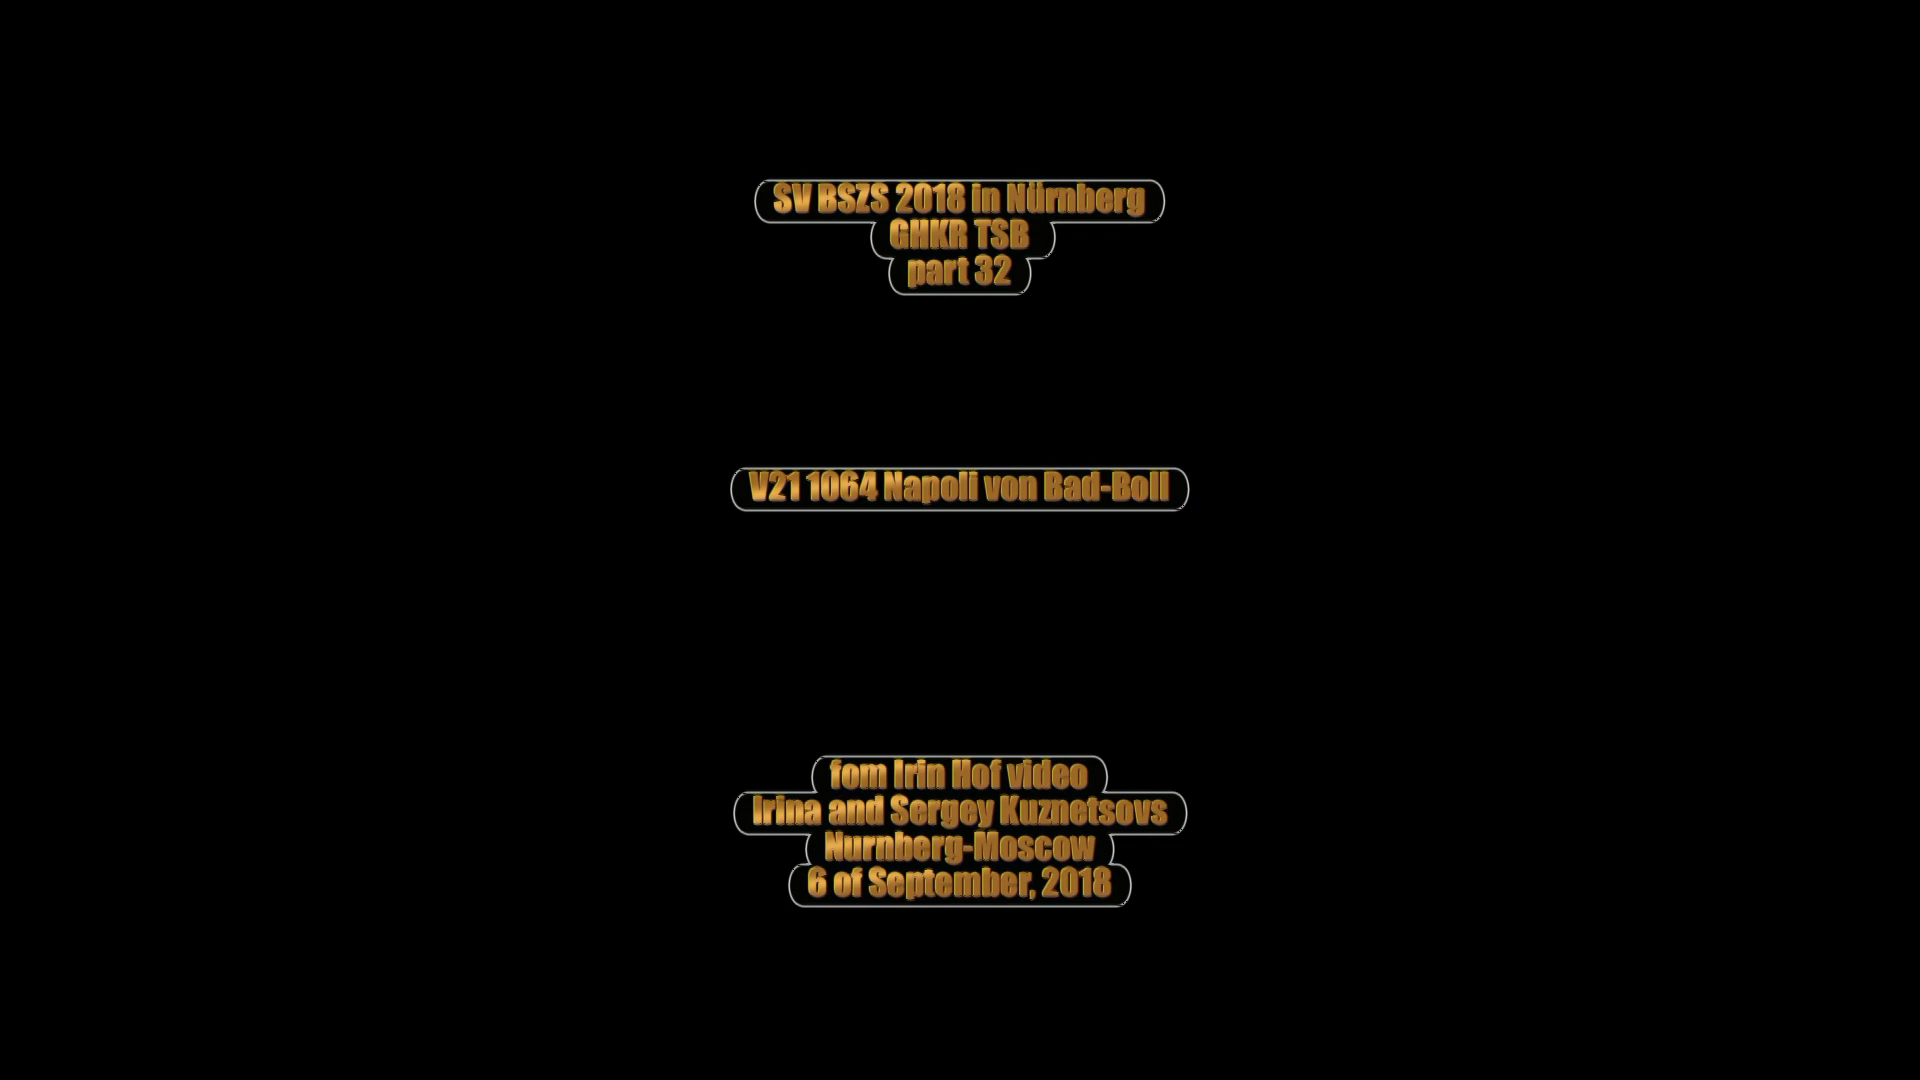 SV BSZS 2018 in Nürnberg
GHKR TSB
part 32
V21 1064 Napoli von Bad-Boll
fom Irin Hof video
Irina and Sergey Kuznetsovs
Nurnberg-Moscow
6 of September, 2018